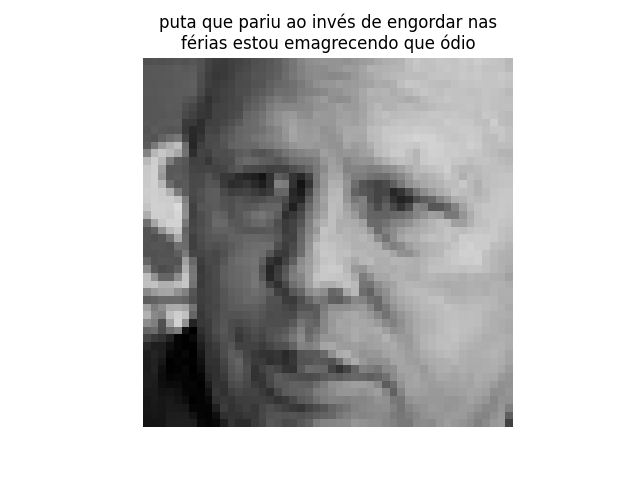 puta que pariu ao invés de engordar nas
férias estou emagrecendo que ódio